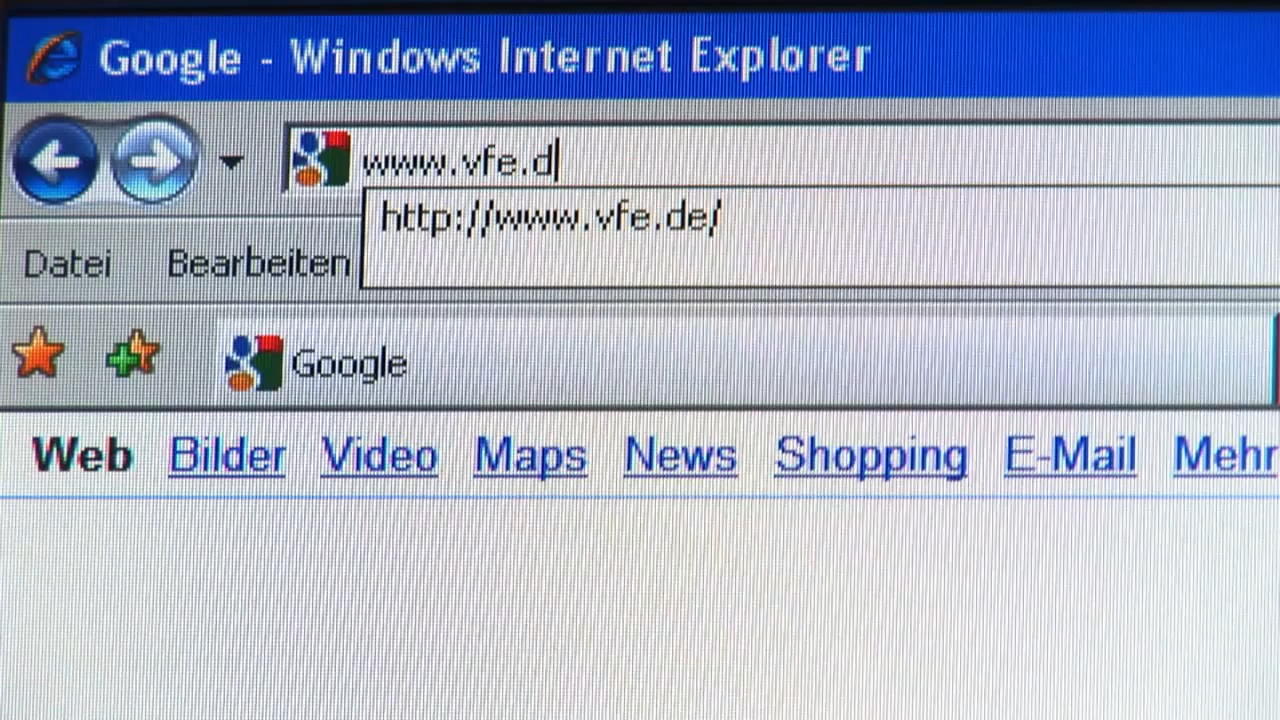 Google - Windows Internet Explorer
www.vfe.d
http://www.vfe.de/
Datei Bearbeiten
Google
Web Bilder Video Maps News Shopping E-Mail Mehr